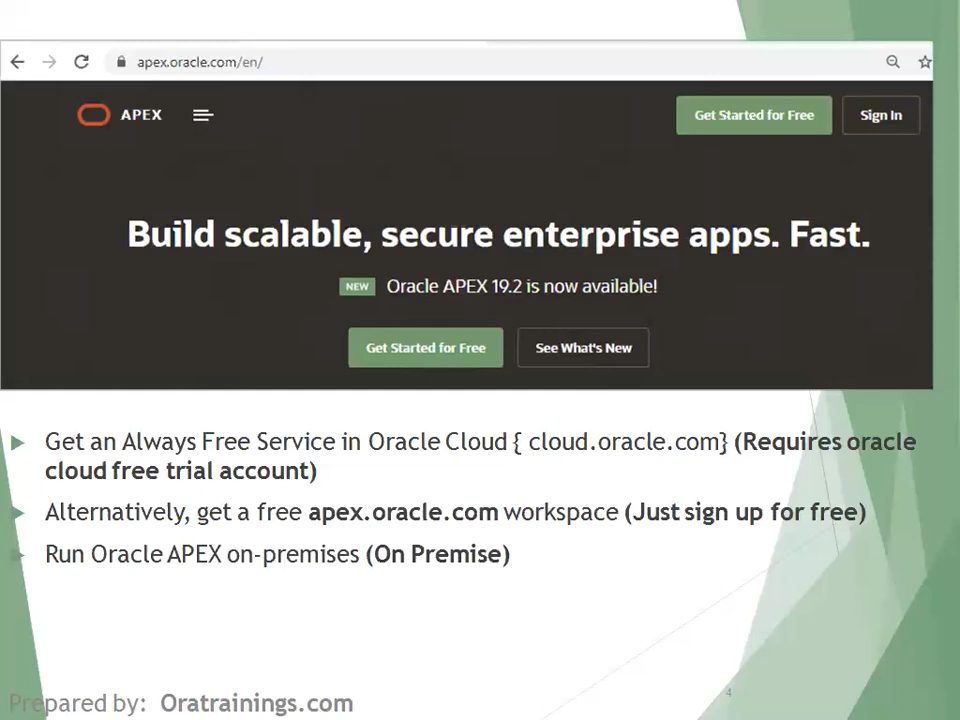 apex.oracle.com/en/
APEX
Get Started for Free
Sign In
Build scalable, secure enterprise apps. Fast.
NEW Oracle APEX 19.2 is now available!
Get Started for Free
See What's New
Get an Always Free Service in Oracle Cloud { cloud.oracle.com} (Requires oracle
cloud free trial account)
Alternatively, get a free apex.oracle.com workspace (Just sign up for free)
Run Oracle APEX on-premises (On Premise)
4
Prepared by: Oratrainings.com